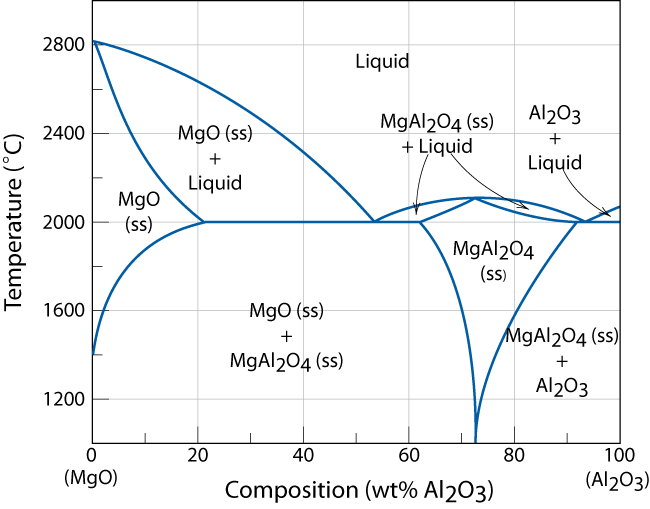 2800
Liquid
2400
MgAl2O4 (ss)
+ Liquid
Al2O3
+
Liquid
MgO (ss)
+
Liquid
MgO
(ss)
2000
MgAl2O4
(ss)
1600
MgO (ss)
+
MgAl2O4 (ss)
MgAl2O4 (ss)
+
Al2O3
1200
Temperature (°C)
0 20 40 60 80 100
(MgO) (Al2O3)
Composition (wt% Al2O3)